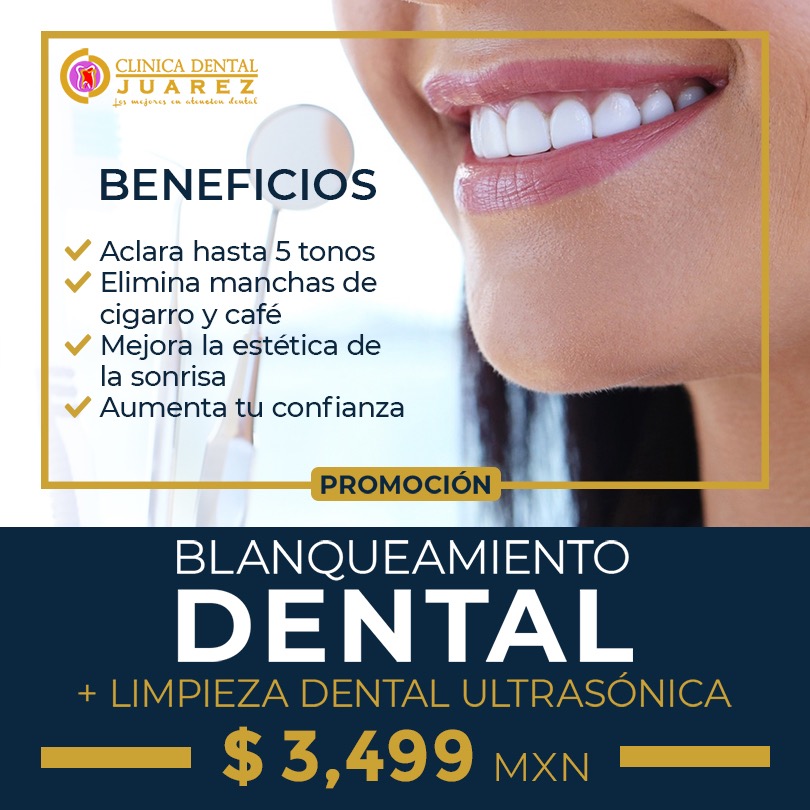 CLINICA DENTAL
JUAREZ
Los mejores en atención dental
BENEFICIOS
Aclara hasta 5 tonos
Elimina manchas de
cigarro y café
Mejora la estética de
la sonrisa
Aumenta tu confianza
PROMOCIÓN
BLANQUEAMIENTO
DENTAL
+ LIMPIEZA DENTAL ULTRASÓNICA
$ 3,499 MXN